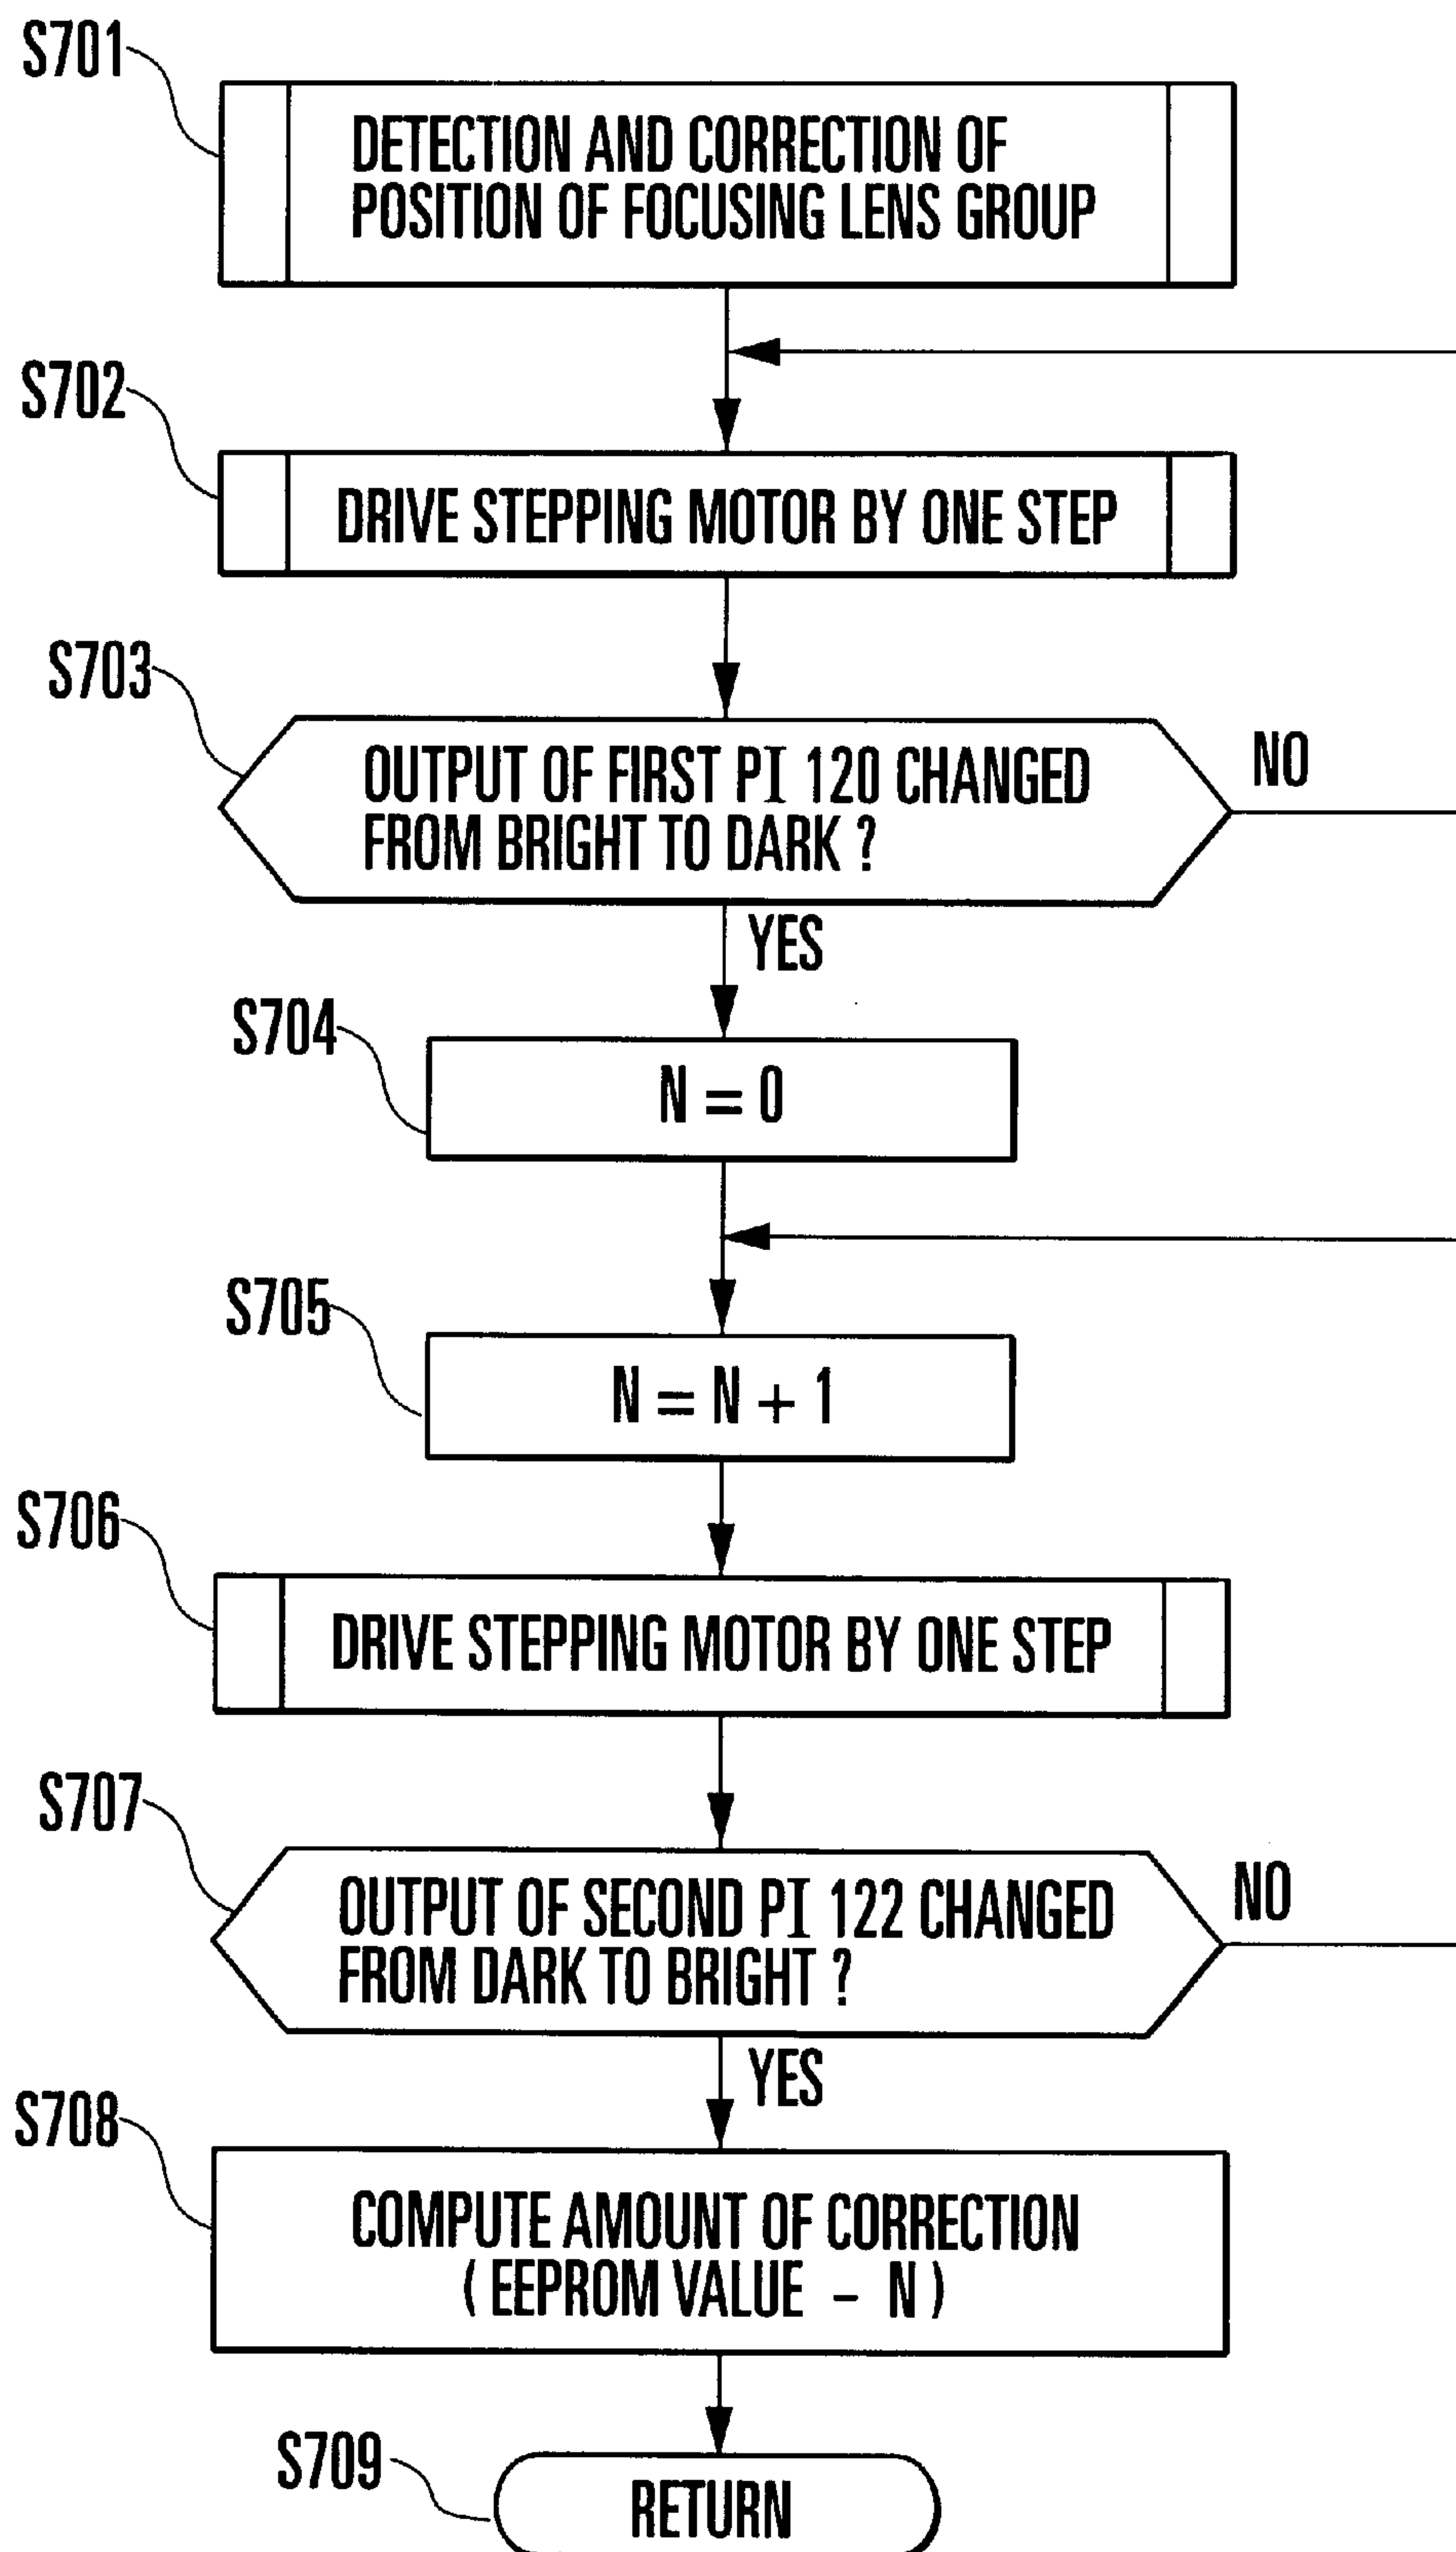 S701
DETECTION AND CORRECTION OF
POSITION OF FOCUSING LENS GROUP
S702
DRIVE STEPPING MOTOR BY ONE STEP
S703
OUTPUT OF FIRST PI 120 CHANGED
FROM BRIGHT TO DARK ?
NO
YES
S704
N = 0
S705
N = N + 1
S706
DRIVE STEPPING MOTOR BY ONE STEP
S707
OUTPUT OF SECOND PI 122 CHANGED
FROM DARK TO BRIGHT ?
NO
YES
S708
COMPUTE AMOUNT OF CORRECTION
( EEPROM VALUE - N )
S709
RETURN